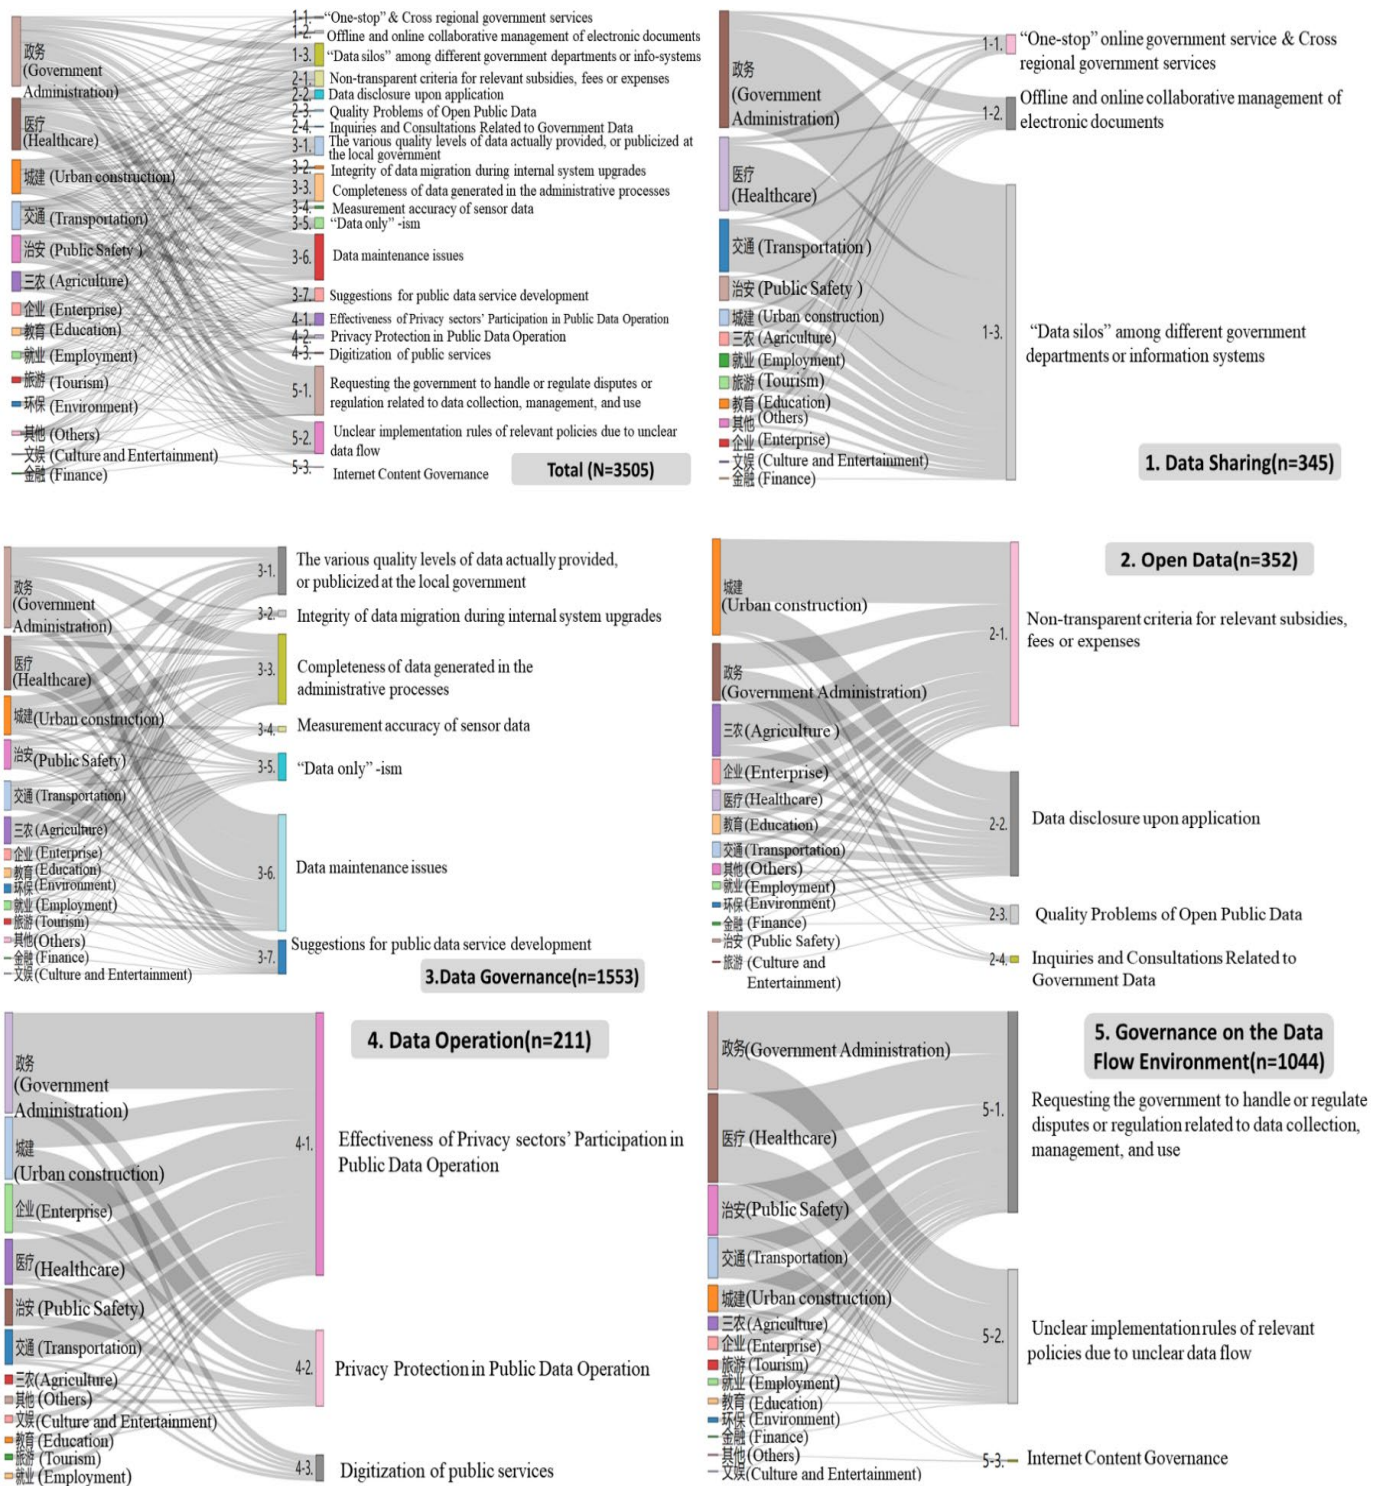 政务
(Government
Administration)
医疗
(Healthcare)
城建 (Urban construction)
交通 (Transportation)
治安 (Public Safety )
三农 (Agriculture)
企业 (Enterprise)
教育 (Education)
就业 (Employment)
旅游 (Tourism)
环保 (Environment)
其他 (Others)
文娱 (Culture and Entertainment)
金融 (Finance)
1-1. “One-stop” & Cross regional government services
1-2. Offline and online collaborative management of electronic documents
1-3. “Data silos” among different government departments or info-systems
2-1. Non-transparent criteria for relevant subsidies, fees or expenses
2-2. Data disclosure upon application
2-3. Quality Problems of Open Public Data
2-4. Inquiries and Consultations Related to Government Data
3-1. The various quality levels of data actually provided, or publicized at
the local government
3-2. Integrity of data migration during internal system upgrades
3-3. Completeness of data generated in the administrative processes
3-4. Measurement accuracy of sensor data
3-5. “Data only” -ism
3-6. Data maintenance issues
3-7. Suggestions for public data service development
4-1. Effectiveness of Privacy sectors’ Participation in Public Data Operation
4-2. Privacy Protection in Public Data Operation
4-3. Digitization of public services
5-1. Requesting the government to handle or regulate disputes or
regulation related to data collection, management, and use
5-2. Unclear implementation rules of relevant policies due to unclear
data flow
5-3. Internet Content Governance
Total (N=3505)
政务
(Government
Administration)
医疗
(Healthcare)
交通 (Transportation )
治安 (Public Safety )
城建 (Urban construction)
三农 (Agriculture)
就业 (Employment)
旅游 (Tourism)
教育 (Education)
其他 (Others)
企业 (Enterprise)
文娱 (Culture and Entertainment)
金融 (Finance)
1-1. “One-stop” online government service & Cross
regional government services
1-2. Offline and online collaborative management of
electronic documents
1-3. “Data silos” among different government
departments or information systems
1. Data Sharing(n=345)
政务
(Government
Administration)
医疗
(Healthcare)
城建 (Urban construction)
治安 (Public Safety)
交通 (Transportation)
三农 (Agriculture)
企业 (Enterprise)
教育 (Education)
环保 (Environment)
就业 (Employment)
旅游 (Tourism)
其他 (Others)
金融 (Finance)
文娱 (Culture and Entertainment)
3-1. The various quality levels of data actually provided,
or publicized at the local government
3-2. Integrity of data migration during internal system upgrades
3-3. Completeness of data generated in the
administrative processes
3-4. Measurement accuracy of sensor data
3-5. “Data only” -ism
3-6. Data maintenance issues
3-7. Suggestions for public data service development
3.Data Governance(n=1553)
2. Open Data(n=352)
城建
(Urban construction)
政务
(Government Administration)
三农 (Agriculture )
企业 (Enterprise)
医疗 (Healthcare)
教育 (Education)
交通 (Transportation)
其他 (Others)
就业 (Employment)
环保 (Environment)
金融 (Finance)
治安 (Public Safety)
旅游 (Culture and
Entertainment)
2-1. Non-transparent criteria for relevant subsidies,
fees or expenses
2-2. Data disclosure upon application
2-3. Quality Problems of Open Public Data
2-4. Inquiries and Consultations Related to
Government Data
4. Data Operation(n=211)
政务
(Government
Administration)
城建
(Urban construction)
企业 (Enterprise)
医疗 (Healthcare)
治安 (Public Safety)
交通 (Transportation)
三农 (Agriculture)
其他 (Others)
文娱 (Culture and Entertainment)
教育 (Education)
旅游 (Tourism)
就业 (Employment)
4-1. Effectiveness of Privacy sectors’ Participation in
Public Data Operation
4-2. Privacy Protection in Public Data Operation
4-3. Digitization of public services
5. Governance on the Data
Flow Environment(n=1044)
政务 (Government Administration)
医疗 (Healthcare)
治安 (Public Safety)
交通 (Transportation)
城建 (Urban construction)
三农 (Agriculture)
企业 (Enterprise)
旅游 (Tourism)
就业 (Employment)
教育 (Education)
环保 (Environment)
金融 (Finance)
其他 (Others)
文娱 (Culture and Entertainment)
5-1. Requesting the government to handle or regulate
disputes or regulation related to data collection,
management, and use
5-2. Unclear implementation rules of relevant
policies due to unclear data flow
5-3. Internet Content Governance